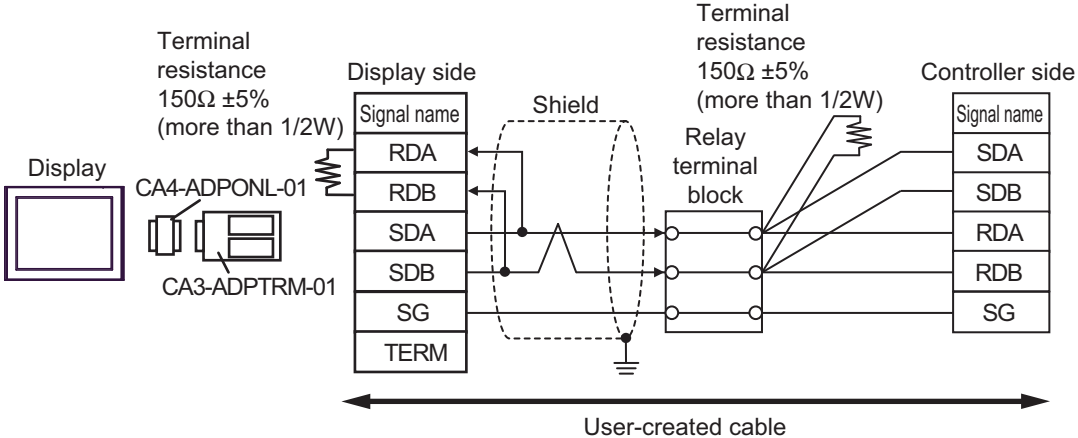 Terminal
resistance
150Ω ±5%
(more than 1/2W)
Terminal
resistance
150Ω ±5%
(more than 1/2W)
Display side
Controller side
Signal name
RDA
RDB
SDA
SDB
SG
TERM
Shield
Relay
terminal
block
Signal name
SDA
SDB
RDA
RDB
SG
Display
CA4-ADPONL-01
CA3-ADPTRM-01
User-created cable